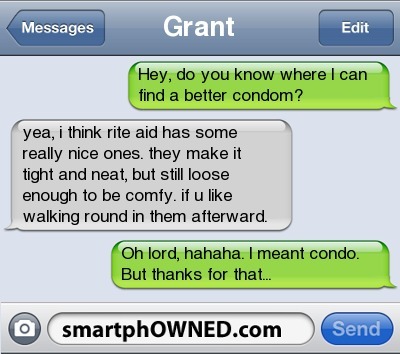 Messages
Grant
Edit
Hey, do you know where I can
find a better condom?
yea, i think rite aid has some
really nice ones. they make it
tight and neat, but still loose
enough to be comfy. if u like
walking round in them afterward.
Oh lord, hahaha. I meant condo.
But thanks for that...
smartphOWNED.com
Send